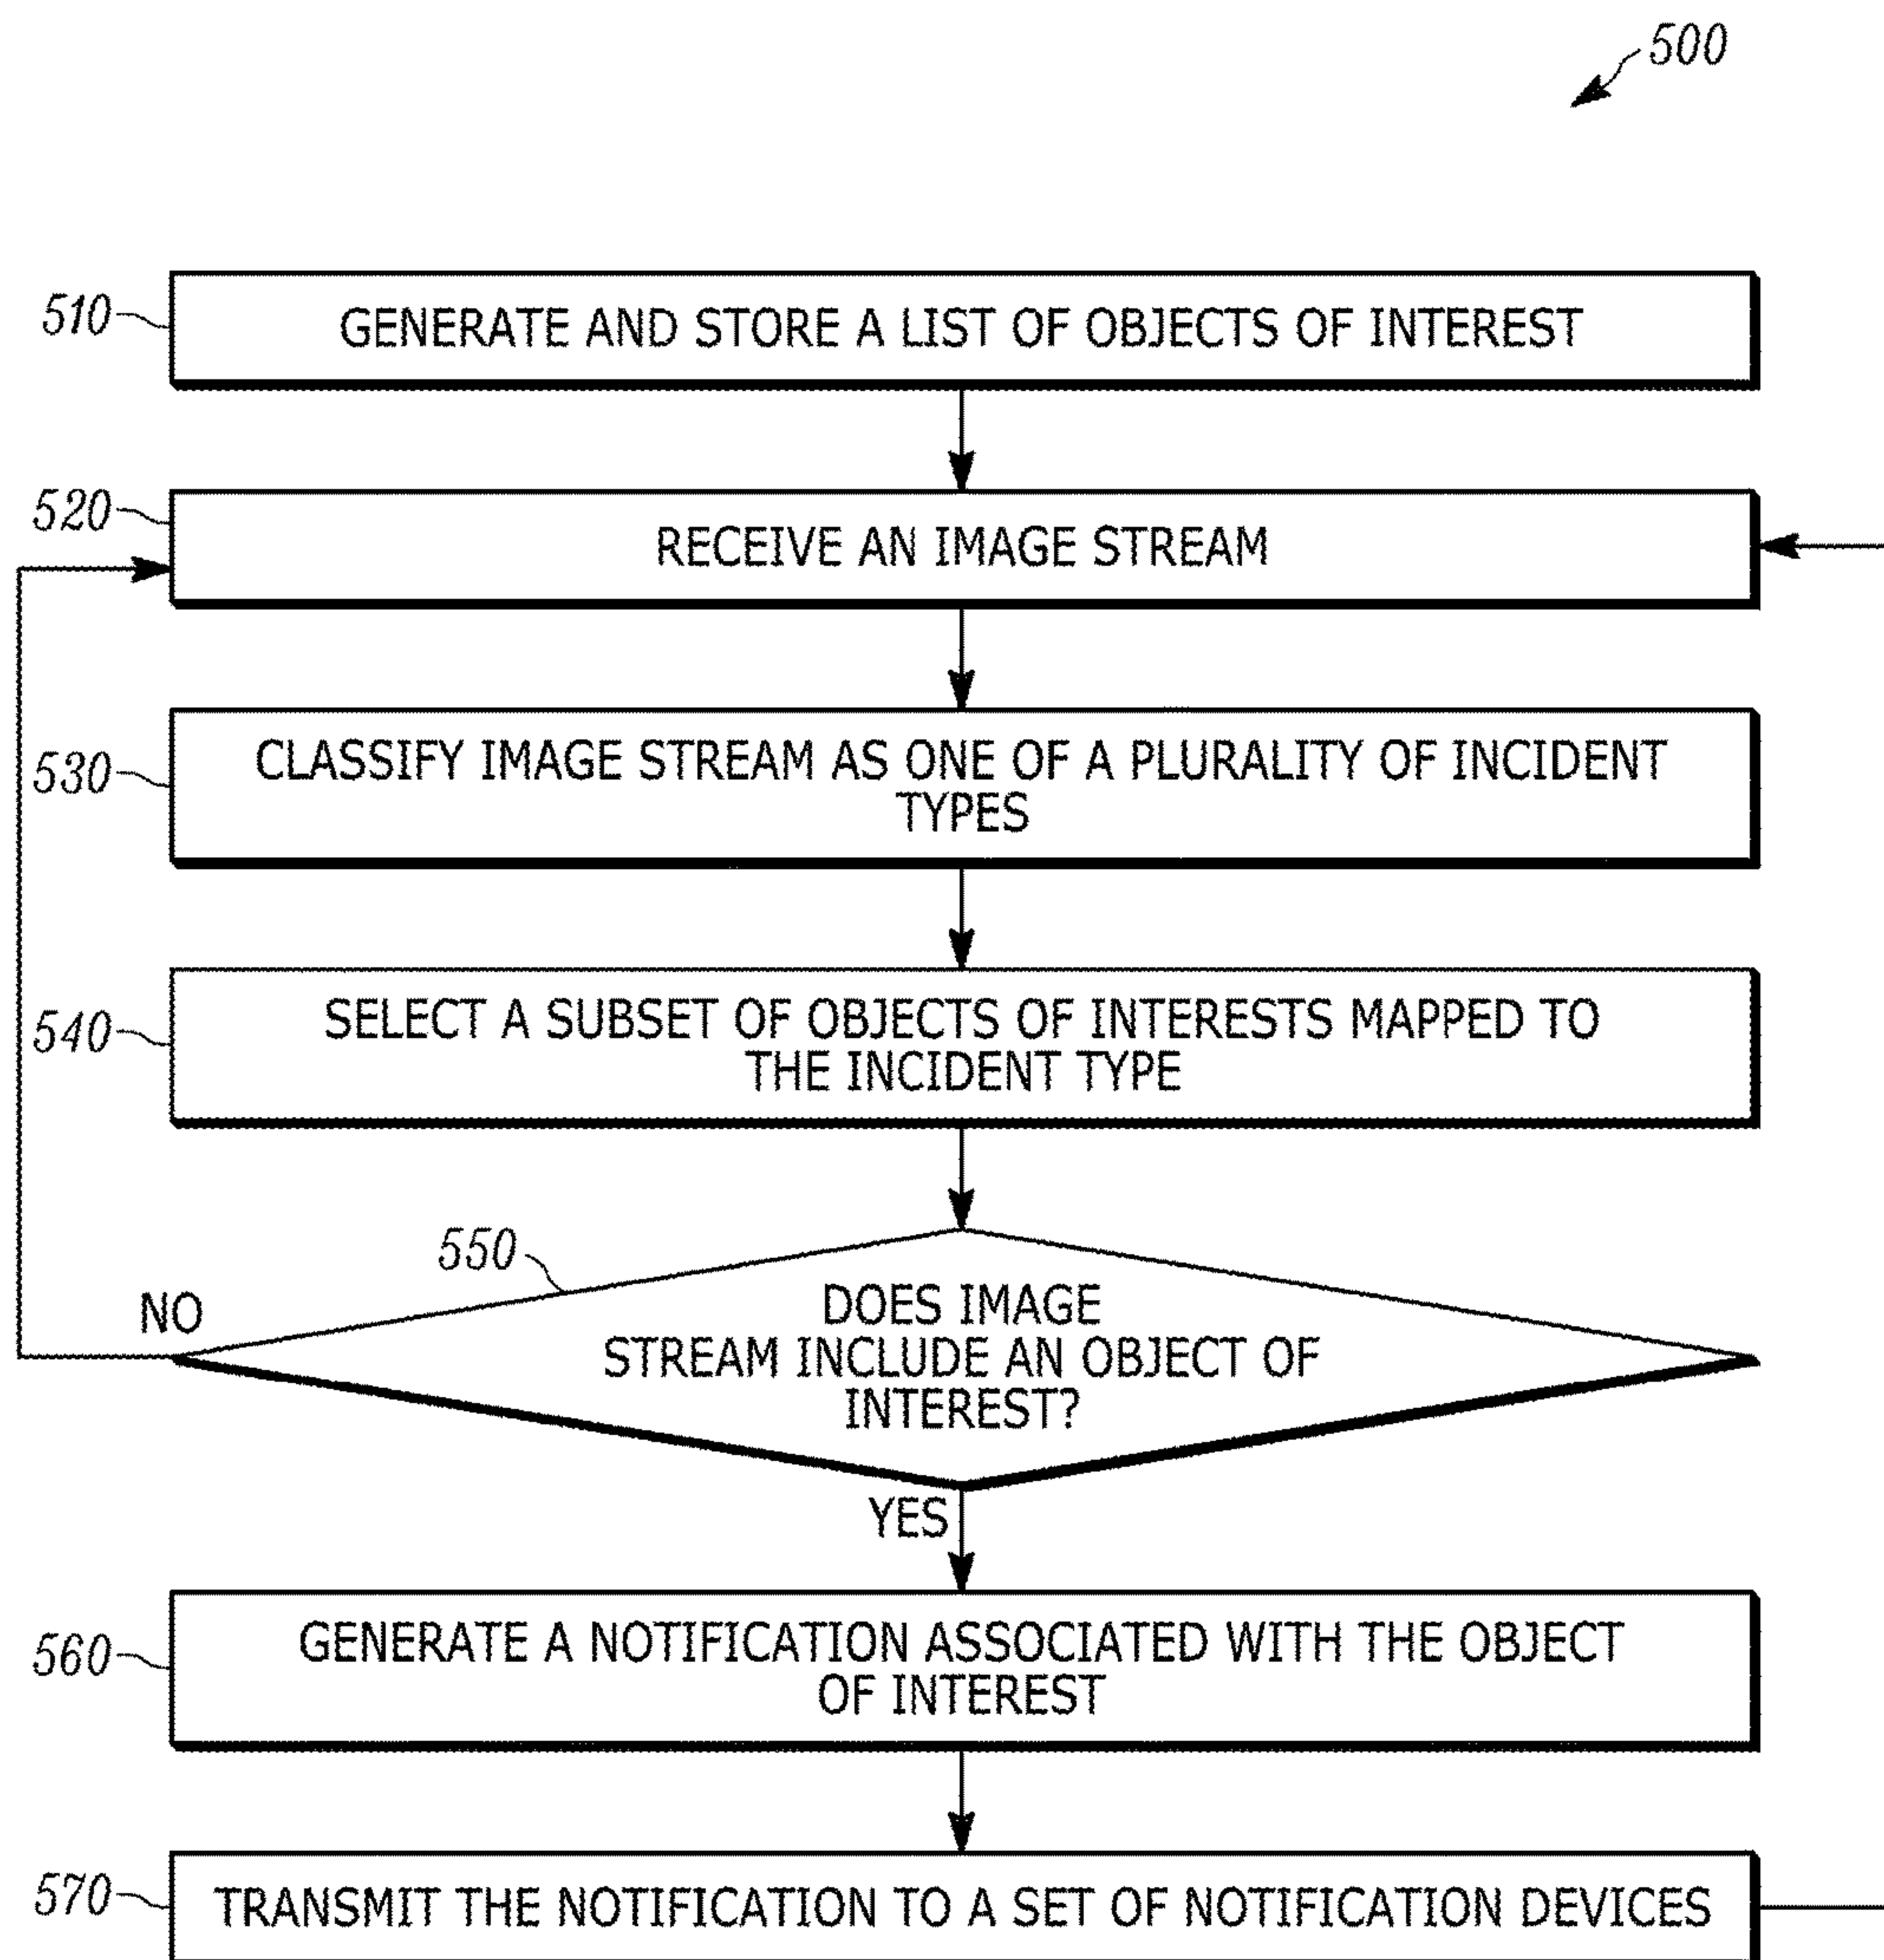 500
510
GENERATE AND STORE A LIST OF OBJECTS OF INTEREST
520
RECEIVE AN IMAGE STREAM
530
CLASSIFY IMAGE STREAM AS ONE OF A PLURALITY OF INCIDENT
TYPES
540
SELECT A SUBSET OF OBJECTS OF INTERESTS MAPPED TO
THE INCIDENT TYPE
550
NO
DOES IMAGE
STREAM INCLUDE AN OBJECT OF
INTEREST?
YES
560
GENERATE A NOTIFICATION ASSOCIATED WITH THE OBJECT
OF INTEREST
570
TRANSMIT THE NOTIFICATION TO A SET OF NOTIFICATION DEVICES